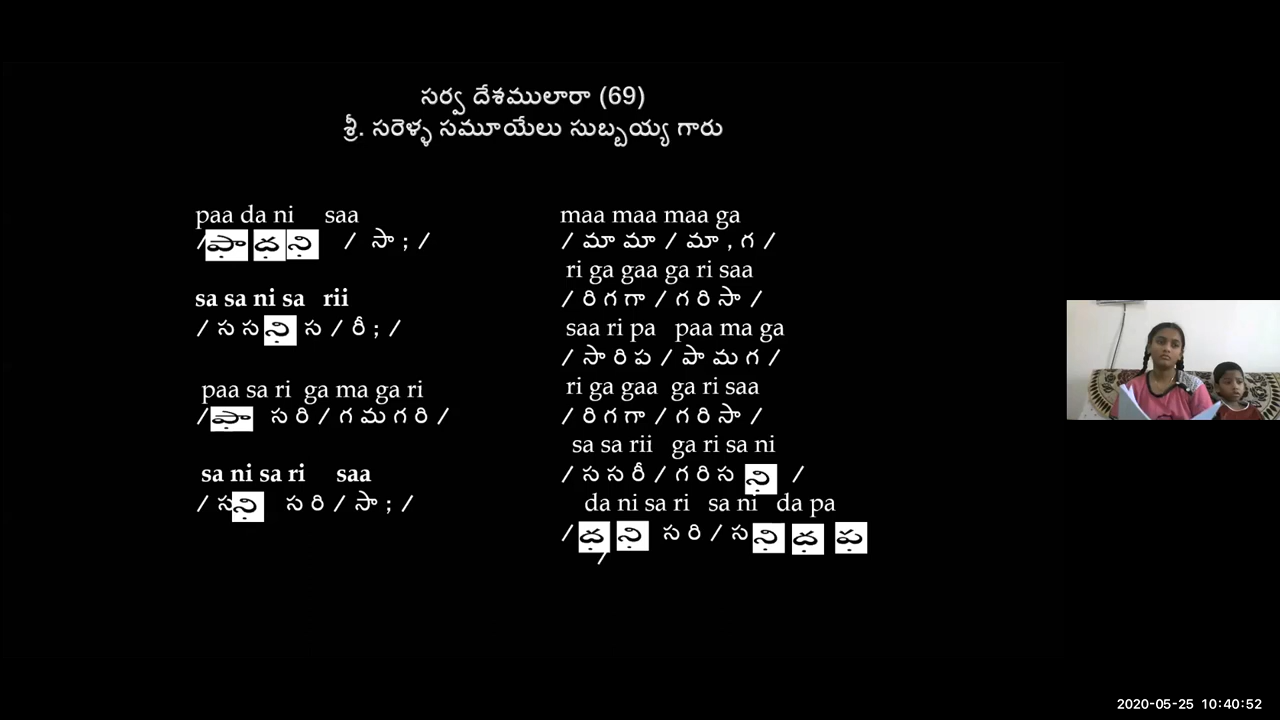 సర్వ దేశములారా (69)
శ్రీ. సరెళ్ళ సమూయేలు సుబ్బయ్య గారు
paa da ni saa
/ పా̣ ధ̣ ని̣ / సా ; /
sa sa ni sa rii
/ స స ని̣ స / రీ ; /
paa sa ri ga ma ga ri
/ పా̣ స రి / గ మ గ రి /
sa ni sa ri saa
/ స ని̣ స రి / సా ; /
maa maa maa ga
/ మా మా / మా , గ /
ri ga gaa ga ri saa
/ రి గ గా / గ రి సా /
saa ri pa paa ma ga
/ సా రి ప / పా మ గ /
ri ga gaa ga ri saa
/ రి గ గా / గ రి సా /
sa sa rii ga ri sa ni
/ స స రీ / గ రి స ని̣ /
da ni sa ri sa ni da pa
/ ధ̣ ని̣ స రి / స ని̣ ధ̣ ప̣
/
2020-05-25 10:40:52